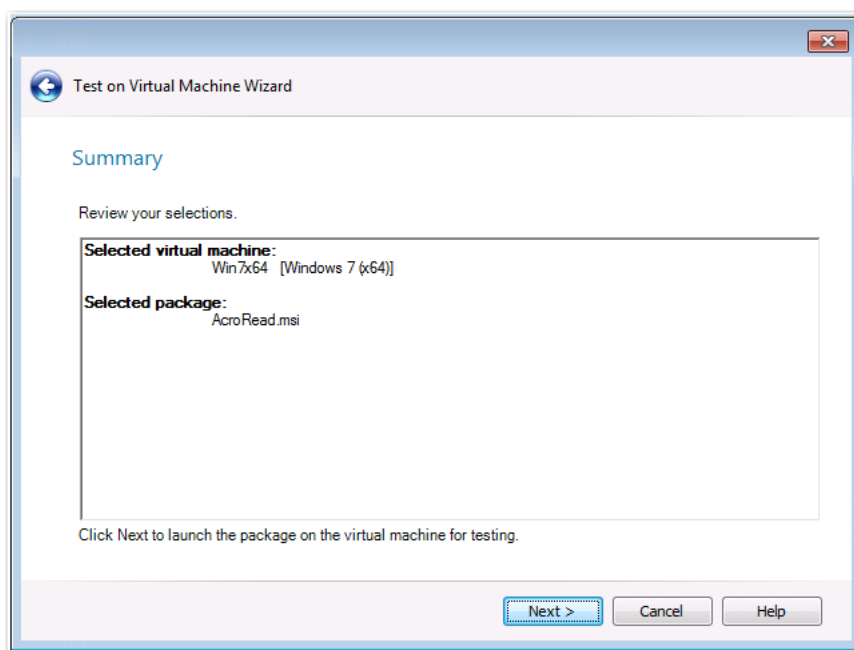 Test on Virtual Machine Wizard
Summary
Review your selections.
Selected virtual machine:
Win7x64 [Windows 7 (x64)]
Selected package:
AcroRead.msi
Click Next to launch the package on the virtual machine for testing.
Next > Cancel Help